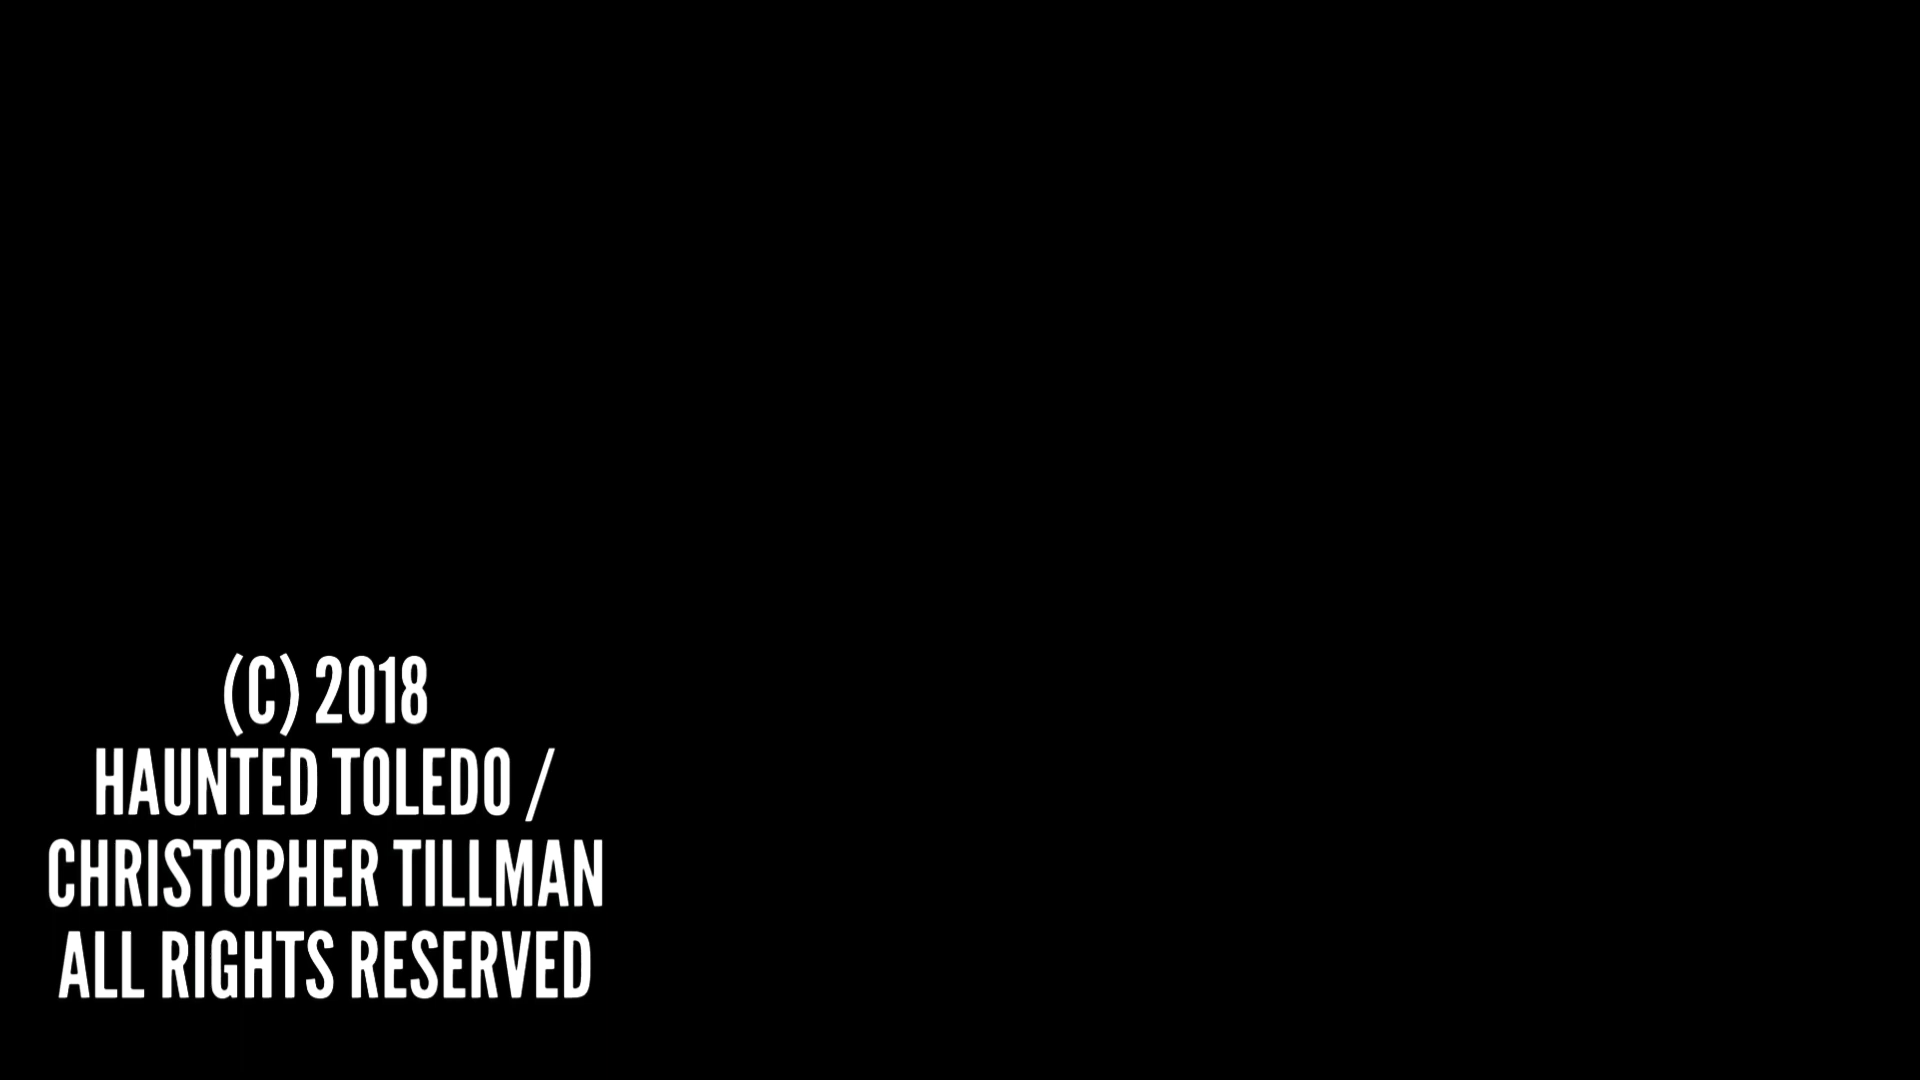 (C) 2018
HAUNTED TOLEDO /
CHRISTOPHER TILLMAN
ALL RIGHTS RESERVED